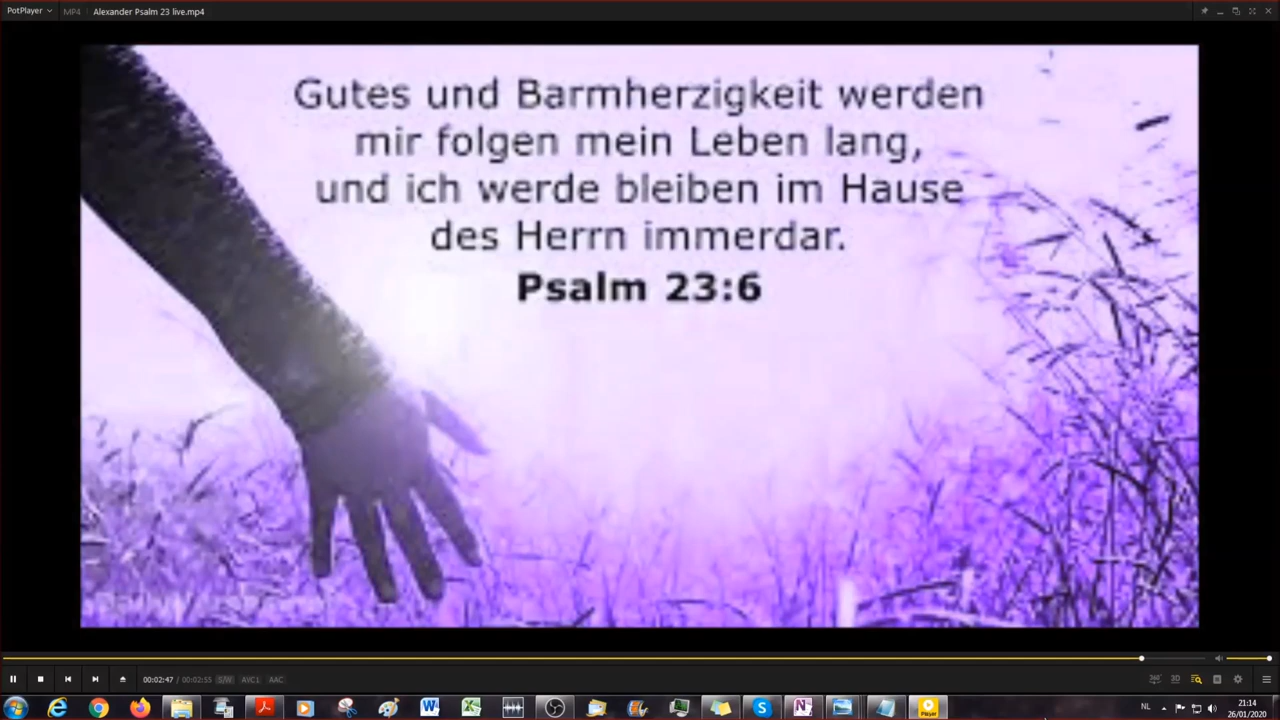 PotPlayer MP4 Alexander Psalm 23 live.mp4
Gutes und Barmherzigkeit werden
mir folgen mein Leben lang,
und ich werde bleiben im Hause
des Herrn immerdar.
Psalm 23:6
00:02:47 / 00:02:55 S/W AVC1 AAC
360° 3D
NL 21:14
26/01/2020